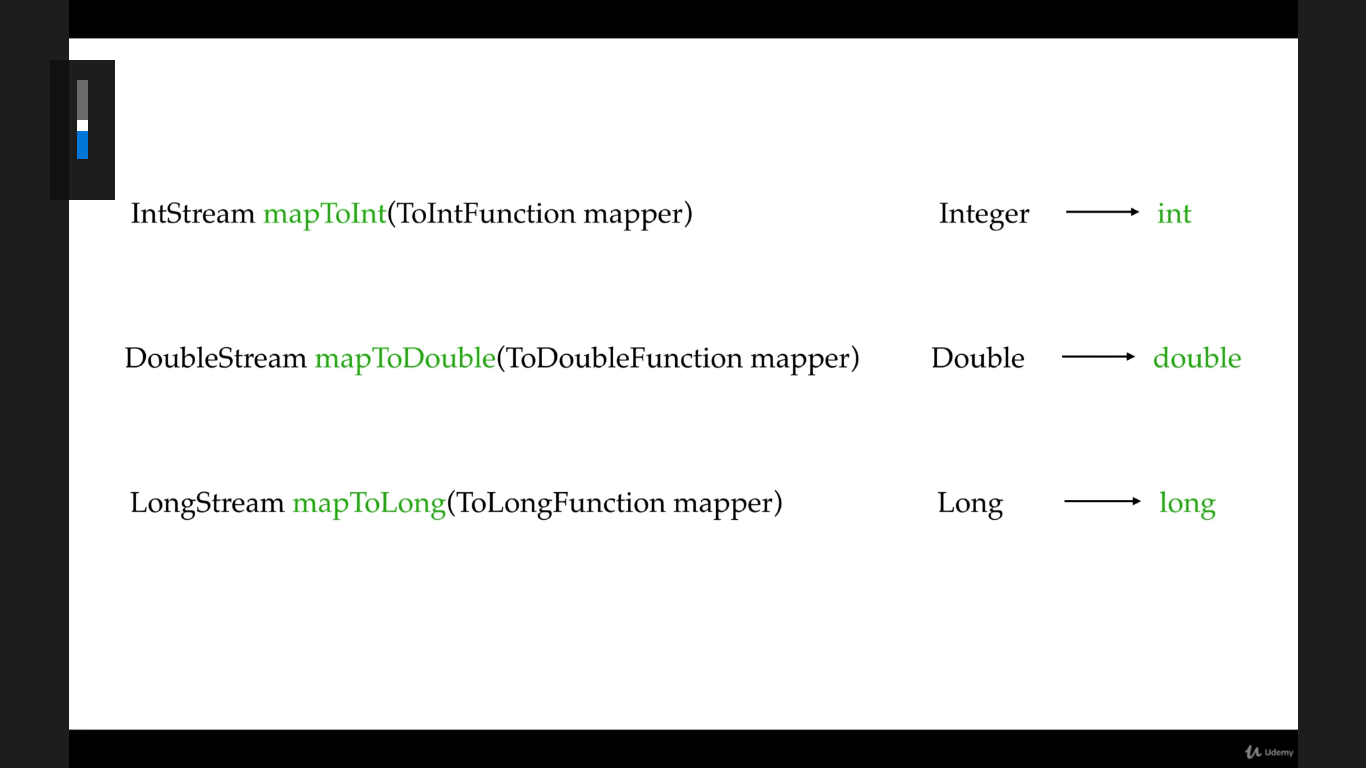 IntStream mapToInt(ToIntFunction mapper) Integer int
DoubleStream mapToDouble(ToDoubleFunction mapper) Double double
LongStream mapToLong(ToLongFunction mapper) Long long
Udemy